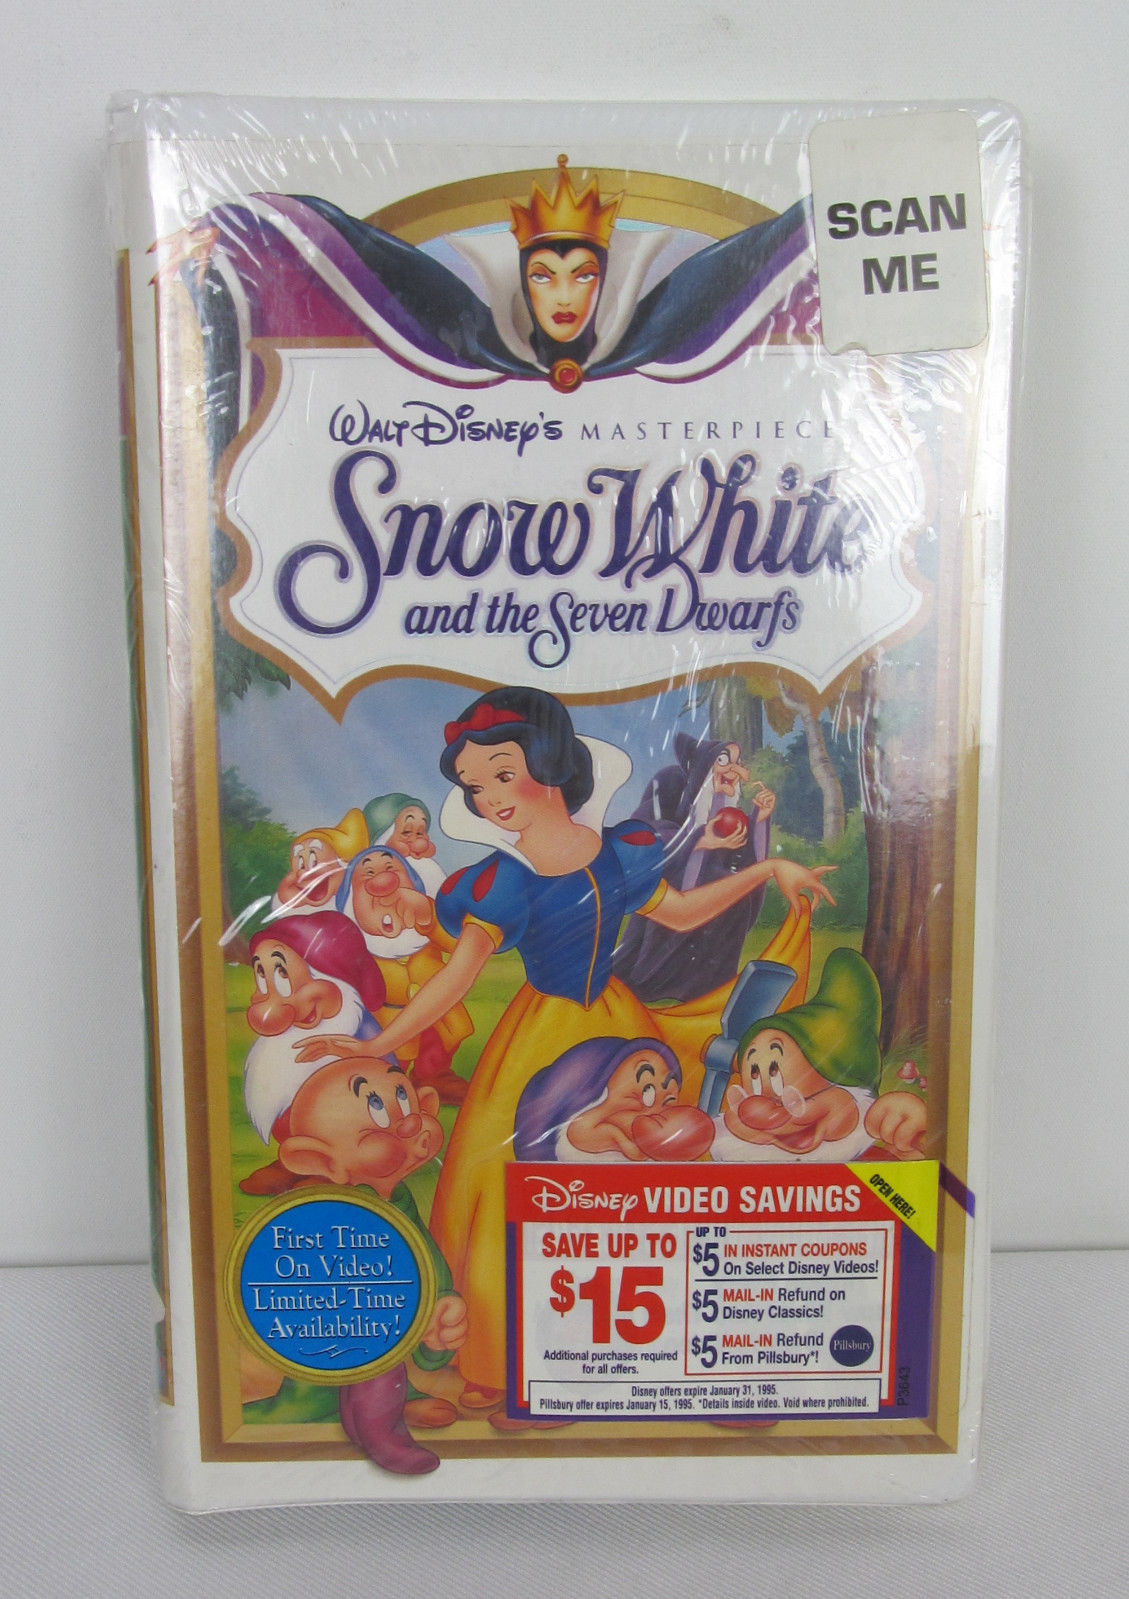 SCAN
ME
WALT DISNEY'S MASTERPIECE
Snow White
and the Seven Dwarfs
First Time
On Video!
Limited-Time
Availability!
DISNEY VIDEO SAVINGS
OPEN HERE!
SAVE UP TO
$15
Additional purchases required
for all offers.
UP TO
$5 IN INSTANT COUPONS
On Select Disney Videos!
$5 MAIL-IN Refund on
Disney Classics!
$5 MAIL-IN Refund
From Pillsbury*!
Pillsbury
Disney offers expire January 31, 1995.
Pillsbury offer expires January 15, 1995. *Details inside video. Void where prohibited.
P3643